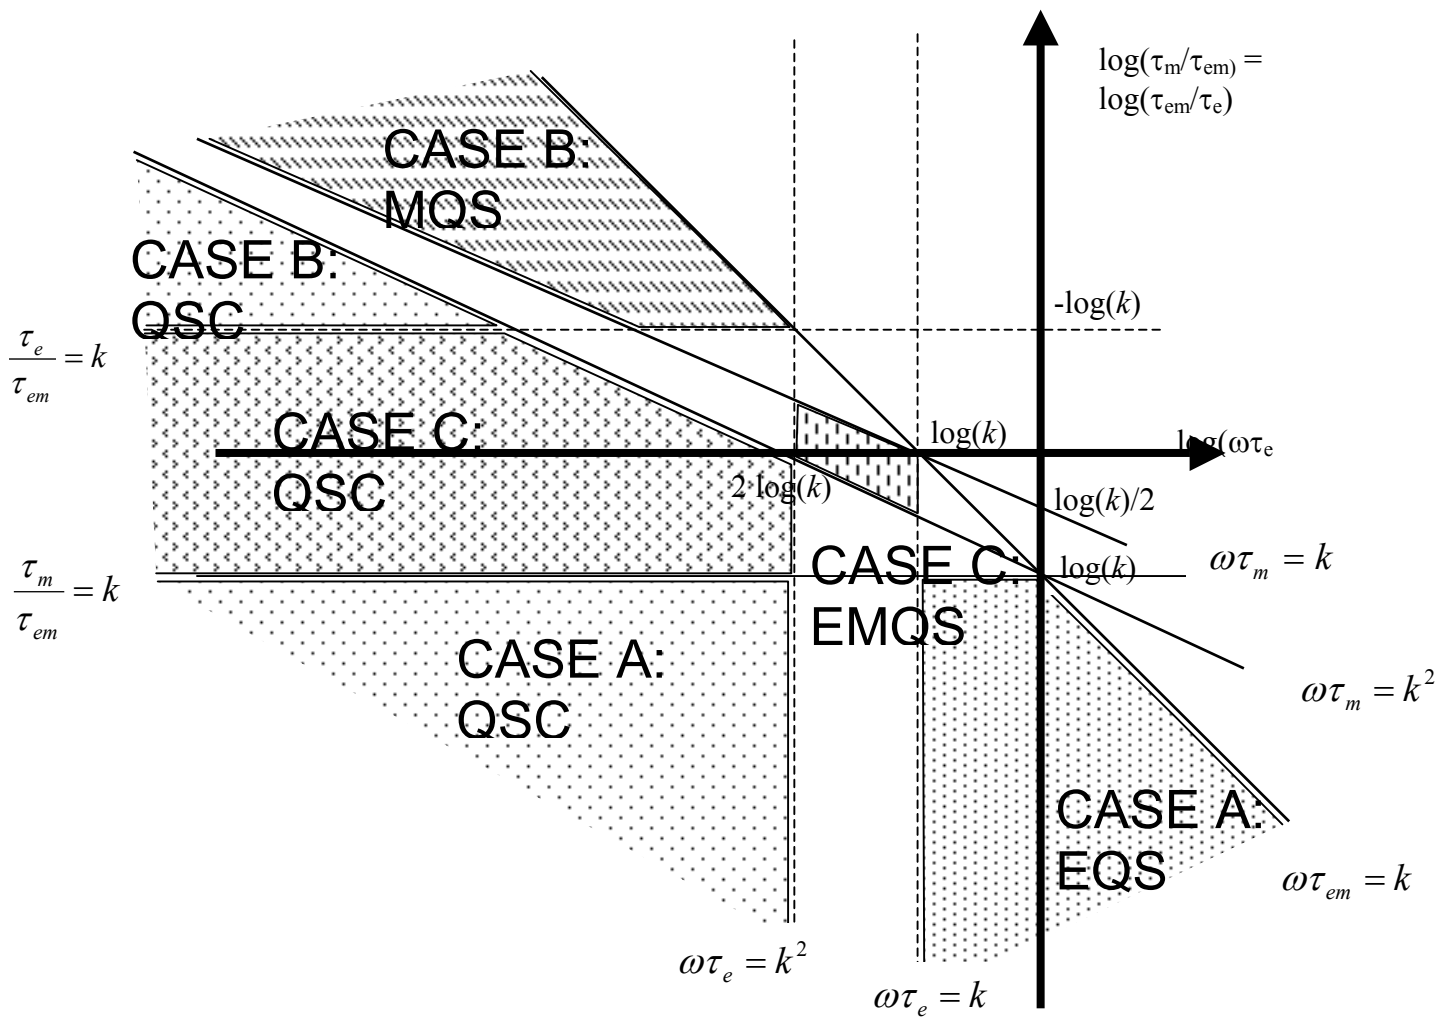 log(τm/τem) =
log(τem/τe)
CASE B:
MQS
CASE B:
QSC
-log(k)
τe/τem = k
CASE C:
QSC
log(k)
log(ωτe
2 log(k)
log(k)/2
CASE C:
EMQS
log(k)
ωτm = k
τm/τem = k
CASE A:
QSC
ωτm = k²
CASE A:
EQS
ωτem = k
ωτe = k²
ωτe = k